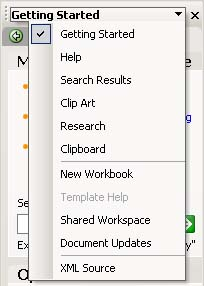 Getting Started
Getting Started
Help
Search Results
Clip Art
Research
Clipboard
New Workbook
Template Help
Shared Workspace
Document Updates
XML Source